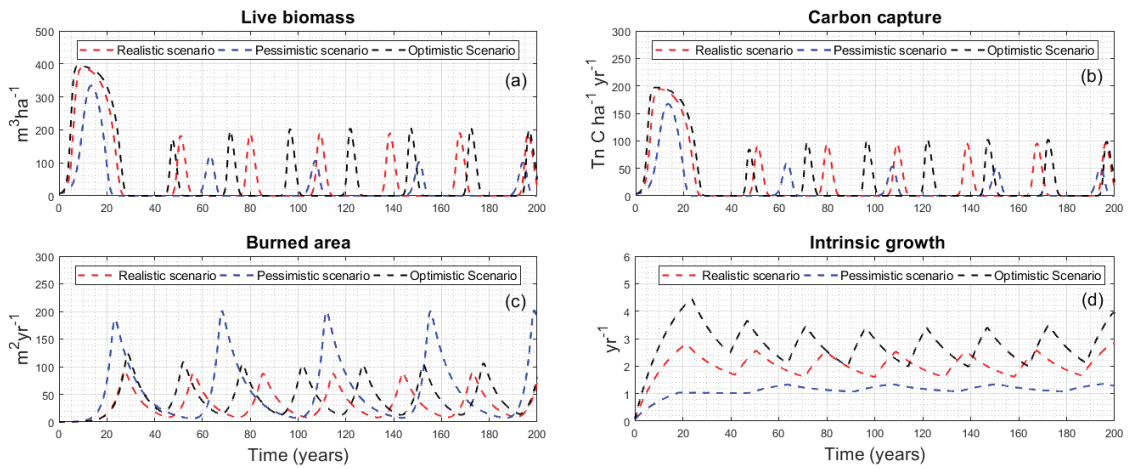 Live biomass
500
400
300
200
100
0
m³ha⁻¹
Realistic scenario
Pessimistic scenario
Optimistic Scenario
(a)
0 20 40 60 80 100 120 140 160 180 200
Carbon capture
300
250
200
150
100
50
0
Tn C ha⁻¹ yr⁻¹
Realistic scenario
Pessimistic scenario
Optimistic Scenario
(b)
0 20 40 60 80 100 120 140 160 180 200
Burned area
300
250
200
150
100
50
0
m²yr⁻¹
Realistic scenario
Pessimistic scenario
Optimistic Scenario
(c)
0 20 40 60 80 100 120 140 160 180 200
Time (years)
Intrinsic growth
6
5
4
3
2
1
0
yr⁻¹
Realistic scenario
Pessimistic scenario
Optimistic Scenario
(d)
0 20 40 60 80 100 120 140 160 180 200
Time (years)